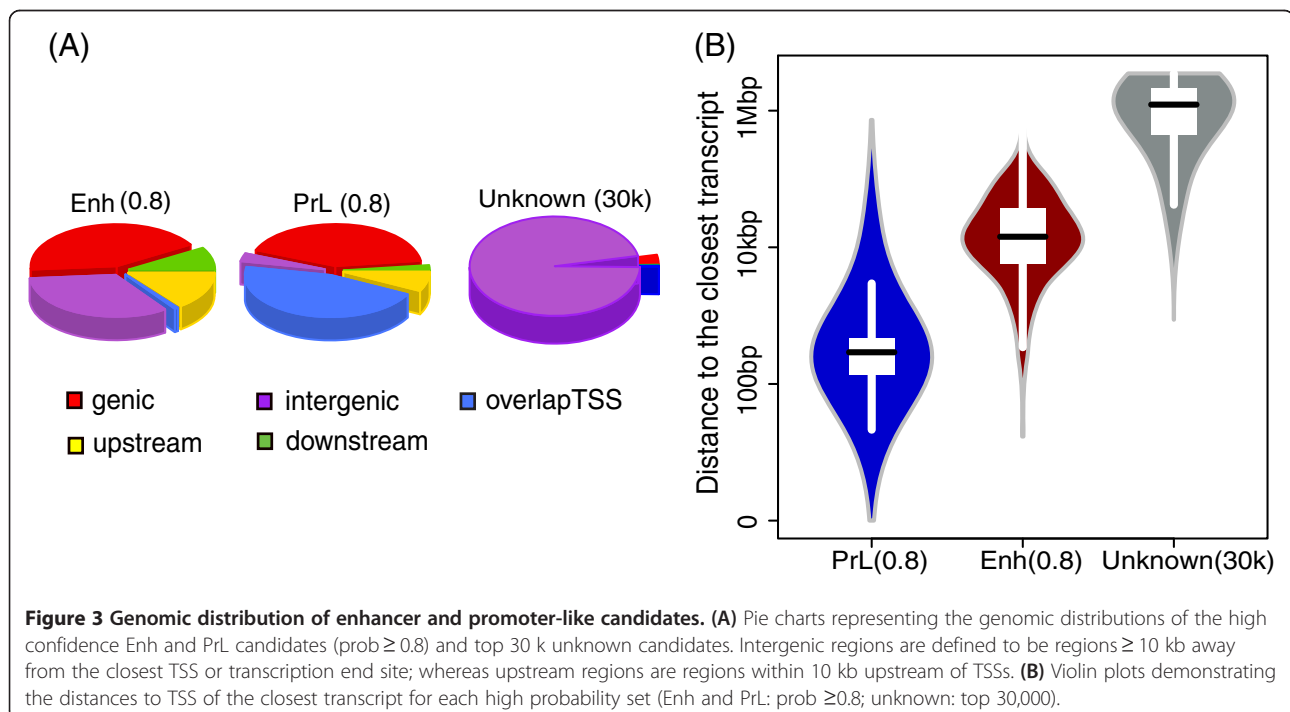 (A)
Enh (0.8)
PrL (0.8)
Unknown (30k)
genic
intergenic
overlapTSS
upstream
downstream
(B)
Distance to the closest transcript
1Mbp
10kbp
100bp
0
PrL(0.8)
Enh(0.8)
Unknown(30k)
Figure 3 Genomic distribution of enhancer and promoter-like candidates. (A) Pie charts representing the genomic distributions of the high
confidence Enh and PrL candidates (prob ≥ 0.8) and top 30 k unknown candidates. Intergenic regions are defined to be regions ≥ 10 kb away
from the closest TSS or transcription end site; whereas upstream regions are regions within 10 kb upstream of TSSs. (B) Violin plots demonstrating
the distances to TSS of the closest transcript for each high probability set (Enh and PrL: prob ≥0.8; unknown: top 30,000).